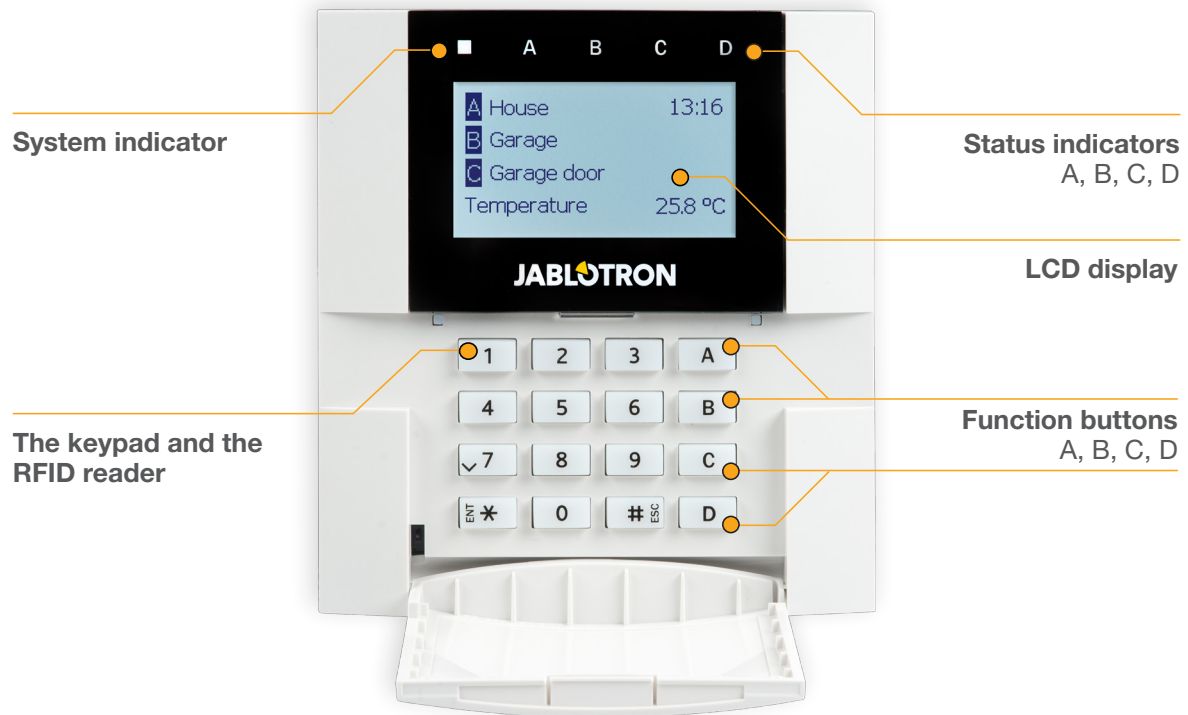 A B C D
A House 13:16
B Garage
C Garage door
Temperature 25.8 ºC
JABLOTRON
System indicator
Status indicators
A, B, C, D
LCD display
1 2 3 A
4 5 6 B
7 8 9 C
ENT * 0 # ESC D
The keypad and the
RFID reader
Function buttons
A, B, C, D